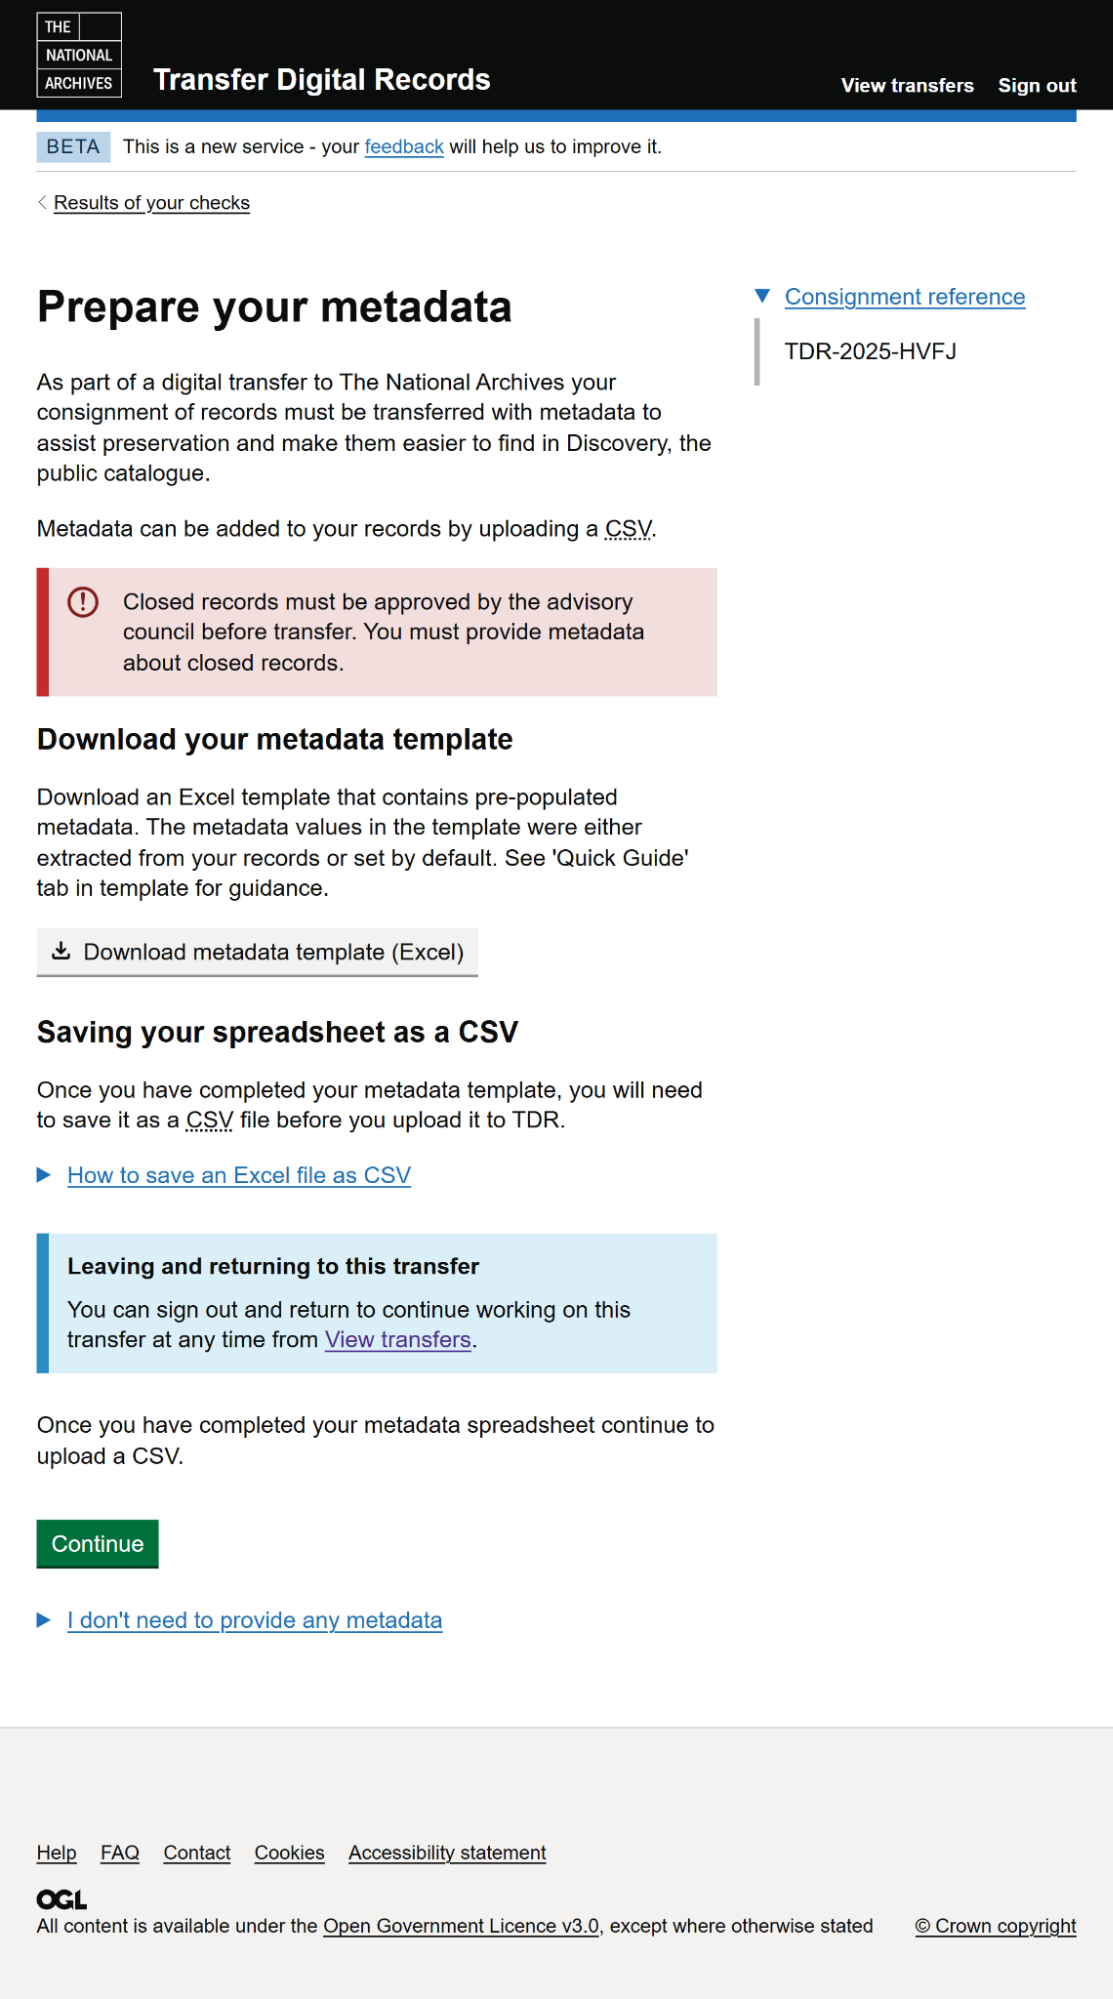 THE
NATIONAL
ARCHIVES
Transfer Digital Records
View transfers Sign out
BETA This is a new service - your feedback will help us to improve it.
Results of your checks
Prepare your metadata
Consignment reference
TDR-2025-HVFJ
As part of a digital transfer to The National Archives your
consignment of records must be transferred with metadata to
assist preservation and make them easier to find in Discovery, the
public catalogue.
Metadata can be added to your records by uploading a CSV.
Closed records must be approved by the advisory
council before transfer. You must provide metadata
about closed records.
Download your metadata template
Download an Excel template that contains pre-populated
metadata. The metadata values in the template were either
extracted from your records or set by default. See 'Quick Guide'
tab in template for guidance.
Download metadata template (Excel)
Saving your spreadsheet as a CSV
Once you have completed your metadata template, you will need
to save it as a CSV file before you upload it to TDR.
How to save an Excel file as CSV
Leaving and returning to this transfer
You can sign out and return to continue working on this
transfer at any time from View transfers.
Once you have completed your metadata spreadsheet continue to
upload a CSV.
Continue
I don't need to provide any metadata
Help FAQ Contact Cookies Accessibility statement
OGL
All content is available under the Open Government Licence v3.0, except where otherwise stated © Crown copyright